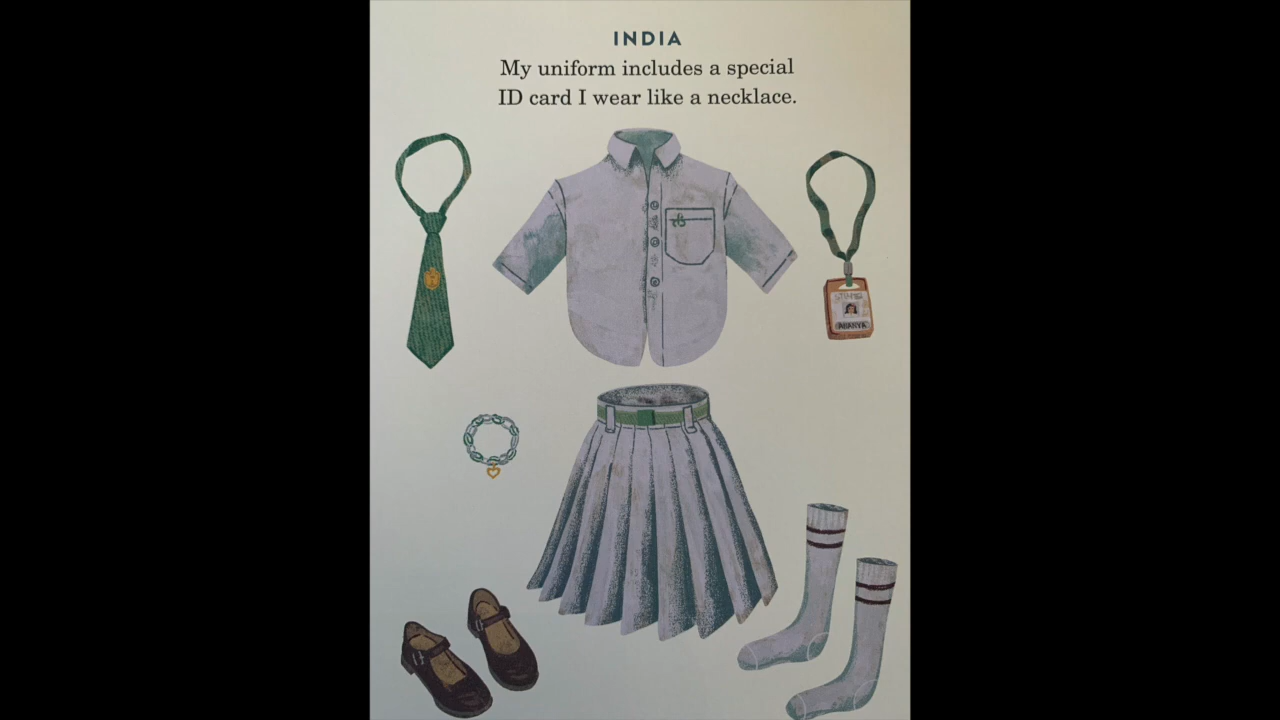 INDIA
My uniform includes a special
ID card I wear like a necklace.